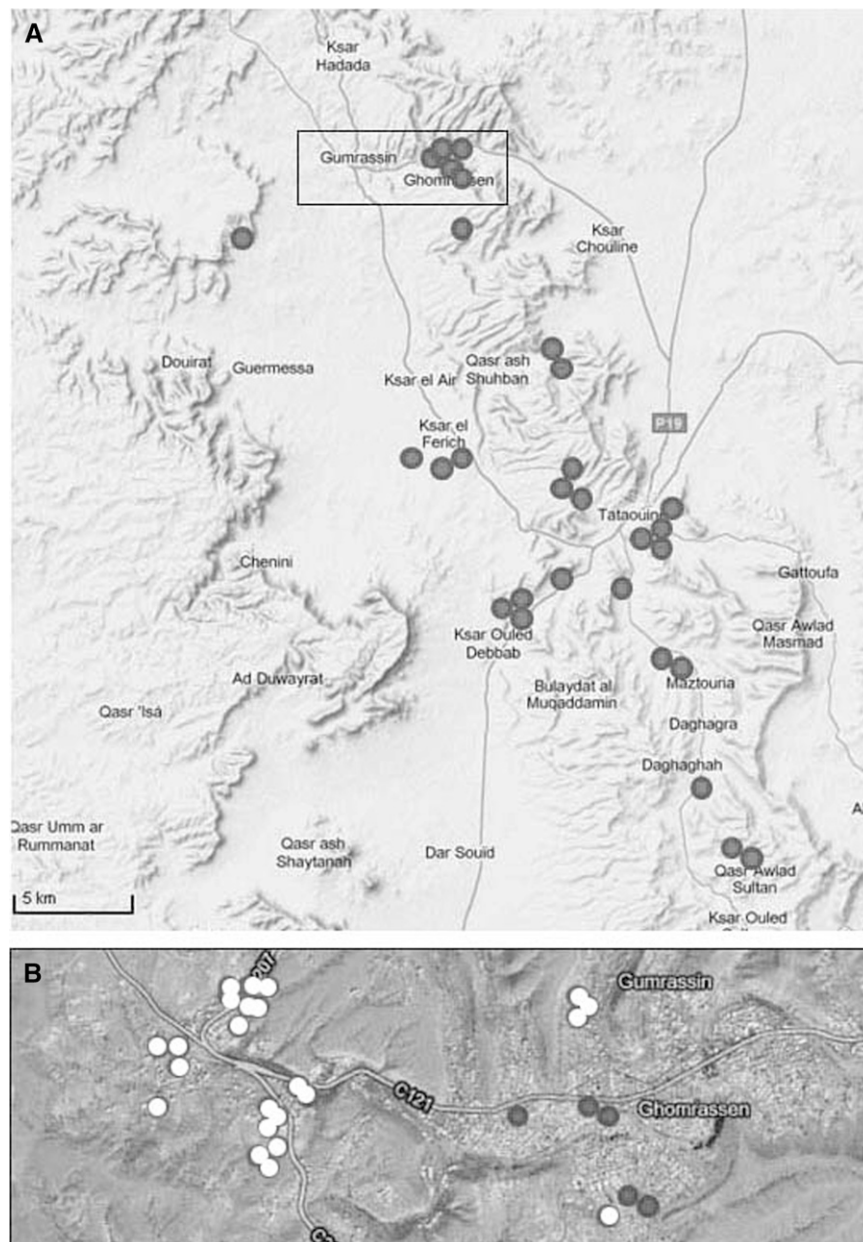 A
Ksar
Hadada
Gumrassin
Ghomrassen
Ksar
Chouline
Douirat
Guermessa
Ksar el Air
Qasr ash
Shuhban
Ksar el
Ferich
P19
Tataouine
Chenini
Gattoufa
Ksar Ouled
Debbab
Qasr Awlad
Masmad
Ad Duwayrat
Bulaydat al
Muqaddamin
Maztouria
Qasr 'Isá
Daghagra
Daghaghah
Qasr Umm ar
Rummanat
Qasr ash
Shaytanah
Dar Souïd
Qasr Awlad
Sultan
Ksar Ouled
5 km
B
207
Gumrassin
C121
Ghomrassen